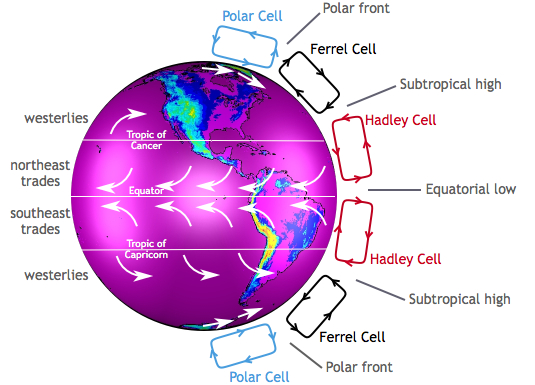 Polar Cell
Polar front
Ferrel Cell
Subtropical high
westerlies
Hadley Cell
Tropic of
Cancer
northeast
trades
Equator
Equatorial low
southeast
trades
Tropic of
Capricorn
Hadley Cell
westerlies
Subtropical high
Ferrel Cell
Polar front
Polar Cell